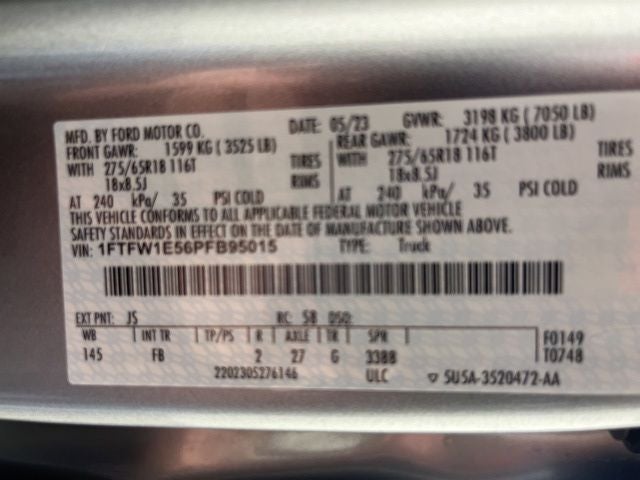 MFD. BY FORD MOTOR CO. DATE: 05/23 GVWR: 3198 KG ( 7050 LB)
FRONT GAWR: 1599 KG ( 3525 LB) REAR GAWR: 1724 KG ( 3800 LB)
WITH 275/65R18 116T TIRES WITH 275/65R18 116T TIRES
18x8.5J RIMS 18x8.5J RIMS
AT 240 kPa/ 35 PSI COLD AT 240 kPa/ 35 PSI COLD
THIS VEHICLE CONFORMS TO ALL APPLICABLE FEDERAL MOTOR VEHICLE
SAFETY STANDARDS IN EFFECT ON THE DATE OF MANUFACTURE SHOWN ABOVE.
VIN: 1FTFW1E56PFB95015 TYPE: Truck
EXT PNT: JS RC: 58 DSO:
WB INT TR TP/PS R AXLE TR SPR F0149
145 FB 2 27 G 3388 T0748
2202305276146 ULC 5U5A-3520472-AA